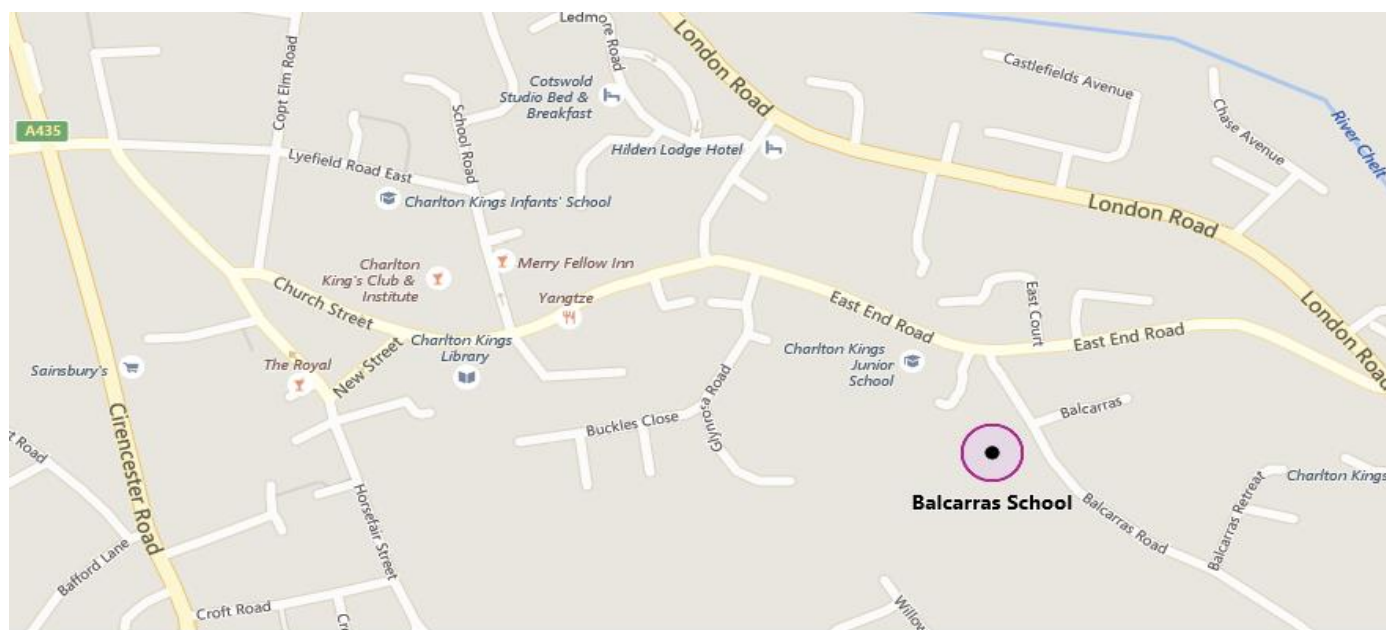 Ledmore
Road
London Road
Castlefields Avenue
Copt Elm Road
Cotswold
Studio Bed &
Breakfast
School Road
Chase Avenue
River Chelt
A435
Hilden Lodge Hotel
Lyefield Road East
Charlton Kings Infants' School
London Road
Charlton
King's Club &
Institute
Merry Fellow Inn
Church Street
Yangtze
East End Road
East Court
London Road
East End Road
Charlton Kings
Library
New Street
The Royal
Sainsbury's
Charlton Kings
Junior
School
Glynrosa Road
Balcarras
Buckles Close
Cirencester Road
Road
Balcarras School
Charlton Kings
Balcarras Retreat
Balcarras Road
Horsefair Street
Bafford Lane
Croft Road
Willow